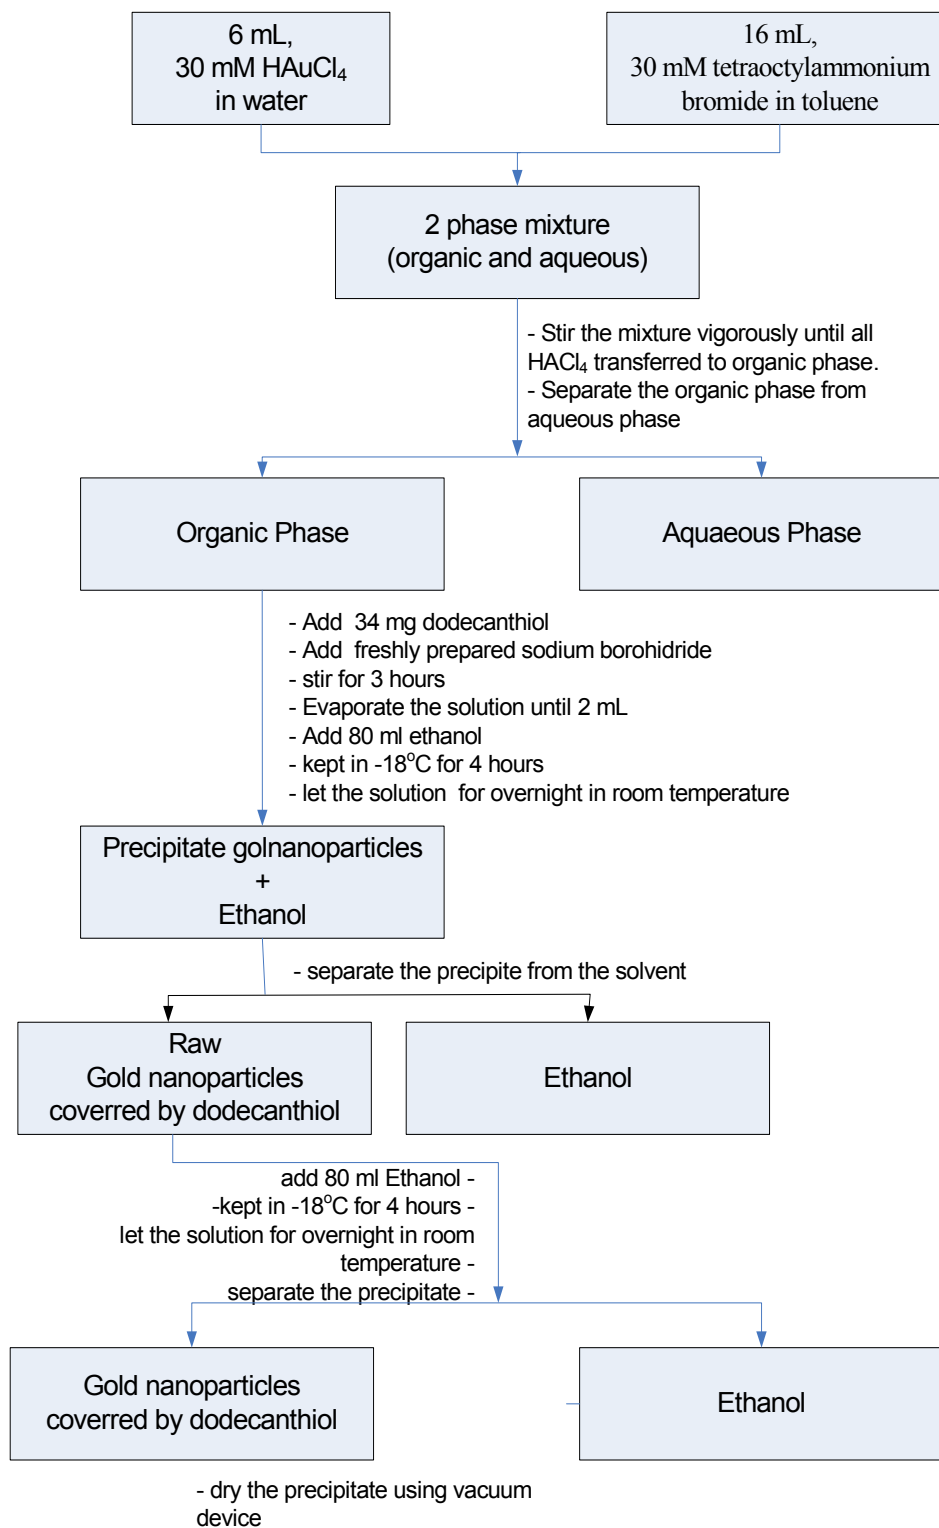 6 mL,
30 mM HAuCl₄
in water
16 mL,
30 mM tetraoctylammonium
bromide in toluene
2 phase mixture
(organic and aqueous)
- Stir the mixture vigorously until all
HACl₄ transferred to organic phase.
- Separate the organic phase from
aqueous phase
Organic Phase
Aquaeous Phase
- Add  34 mg dodecanthiol
- Add  freshly prepared sodium borohidride
- stir for 3 hours
- Evaporate the solution until 2 mL
- Add 80 ml ethanol
- kept in -18°C for 4 hours
- let the solution  for overnight in room temperature
Precipitate golnanoparticles
+
Ethanol
- separate the precipite from the solvent
Raw
Gold nanoparticles
coverred by dodecanthiol
Ethanol
add 80 ml Ethanol -
-kept in -18°C for 4 hours -
let the solution for overnight in room
temperature -
separate the precipitate -
Gold nanoparticles
coverred by dodecanthiol
Ethanol
- dry the precipitate using vacuum
device